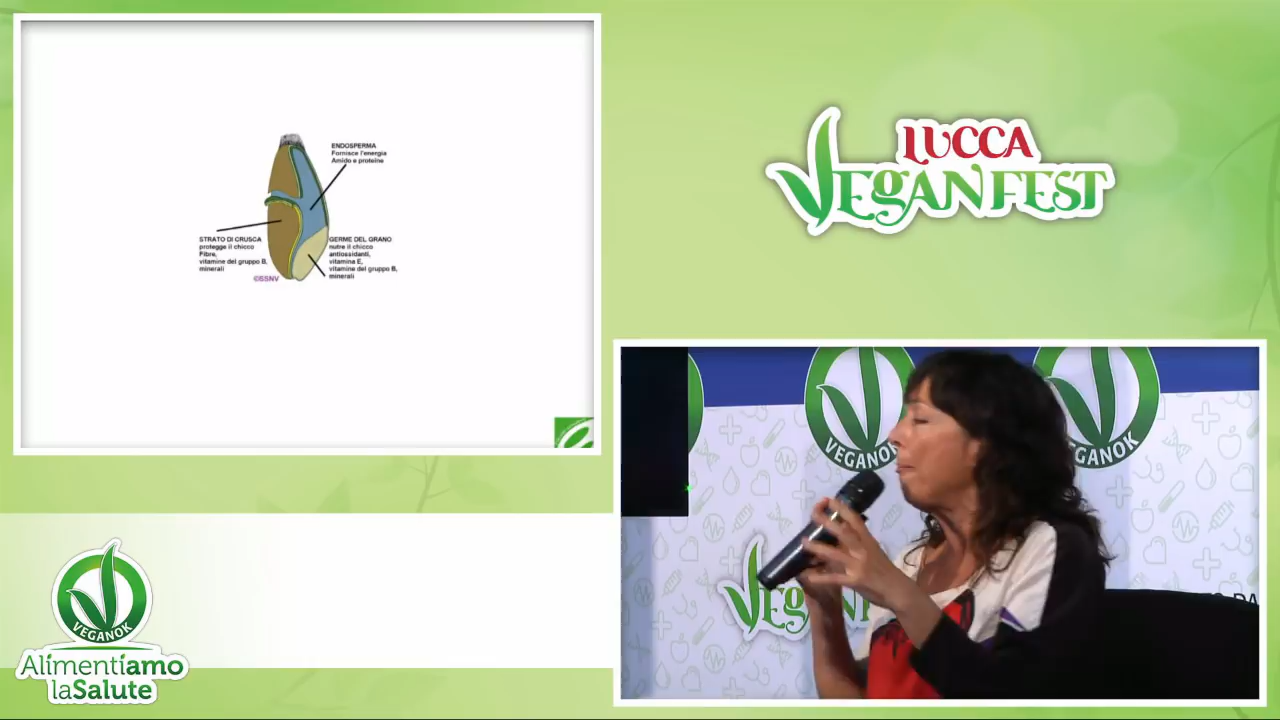 ENDOSPERMA
Fornisce l'energia
Amido e proteine
STRATO DI CRUSCA
protegge il chicco
Fibre,
vitamine del gruppo B,
minerali
GERME DEL GRANO
nutre il chicco
antiossidanti,
vitamina E,
vitamine del gruppo B,
minerali
©SSNV
LUCCA
VEGANFEST
VEGANOK
VEGANOK
VEGANOK
Alimentiamo
laSalute